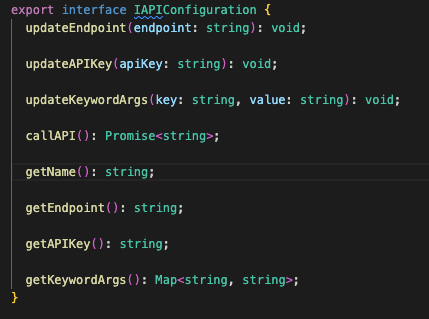 export interface IAPIConfiguration {
updateEndpoint(endpoint: string): void;
updateAPIKey(apiKey: string): void;
updateKeywordArgs(key: string, value: string): void;
callAPI(): Promise<string>;
getName(): string;
getEndpoint(): string;
getAPIKey(): string;
getKeywordArgs(): Map<string, string>;
}